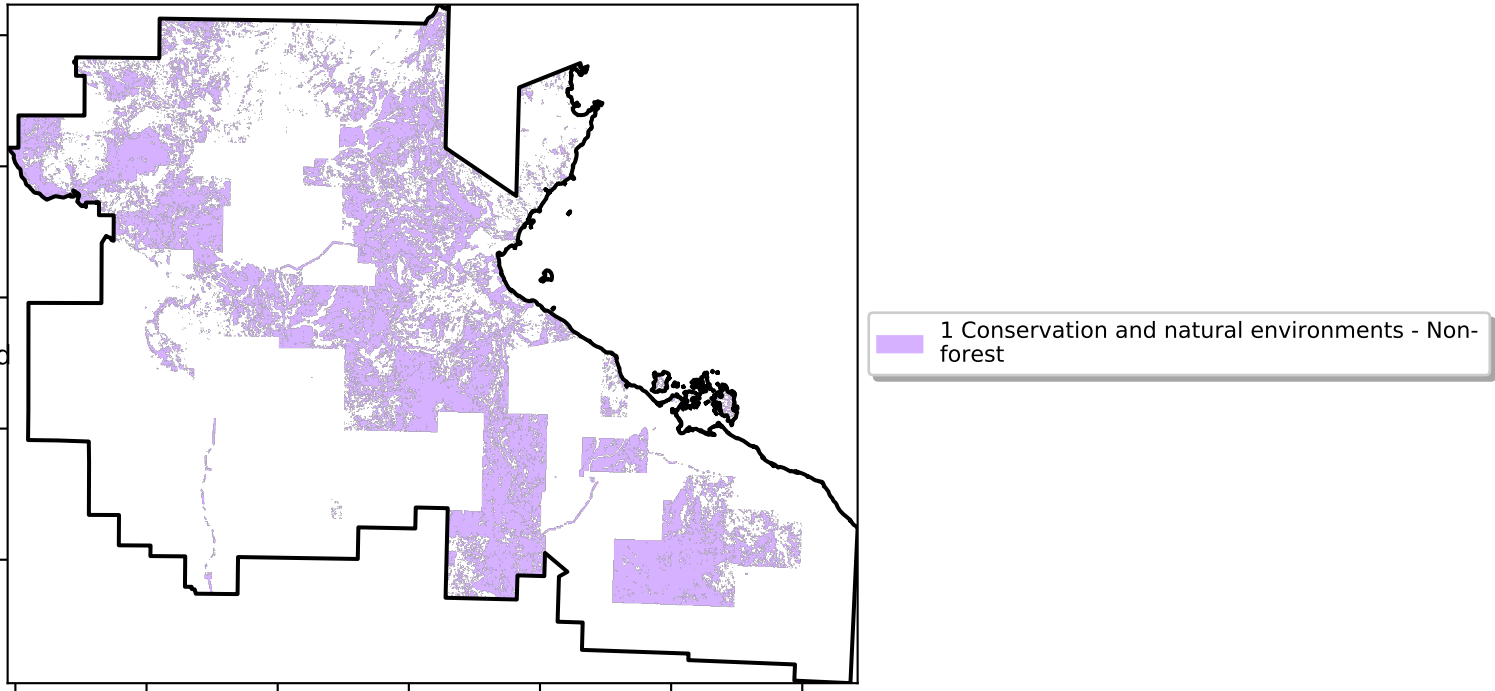 d
1 Conservation and natural environments - Non-
forest